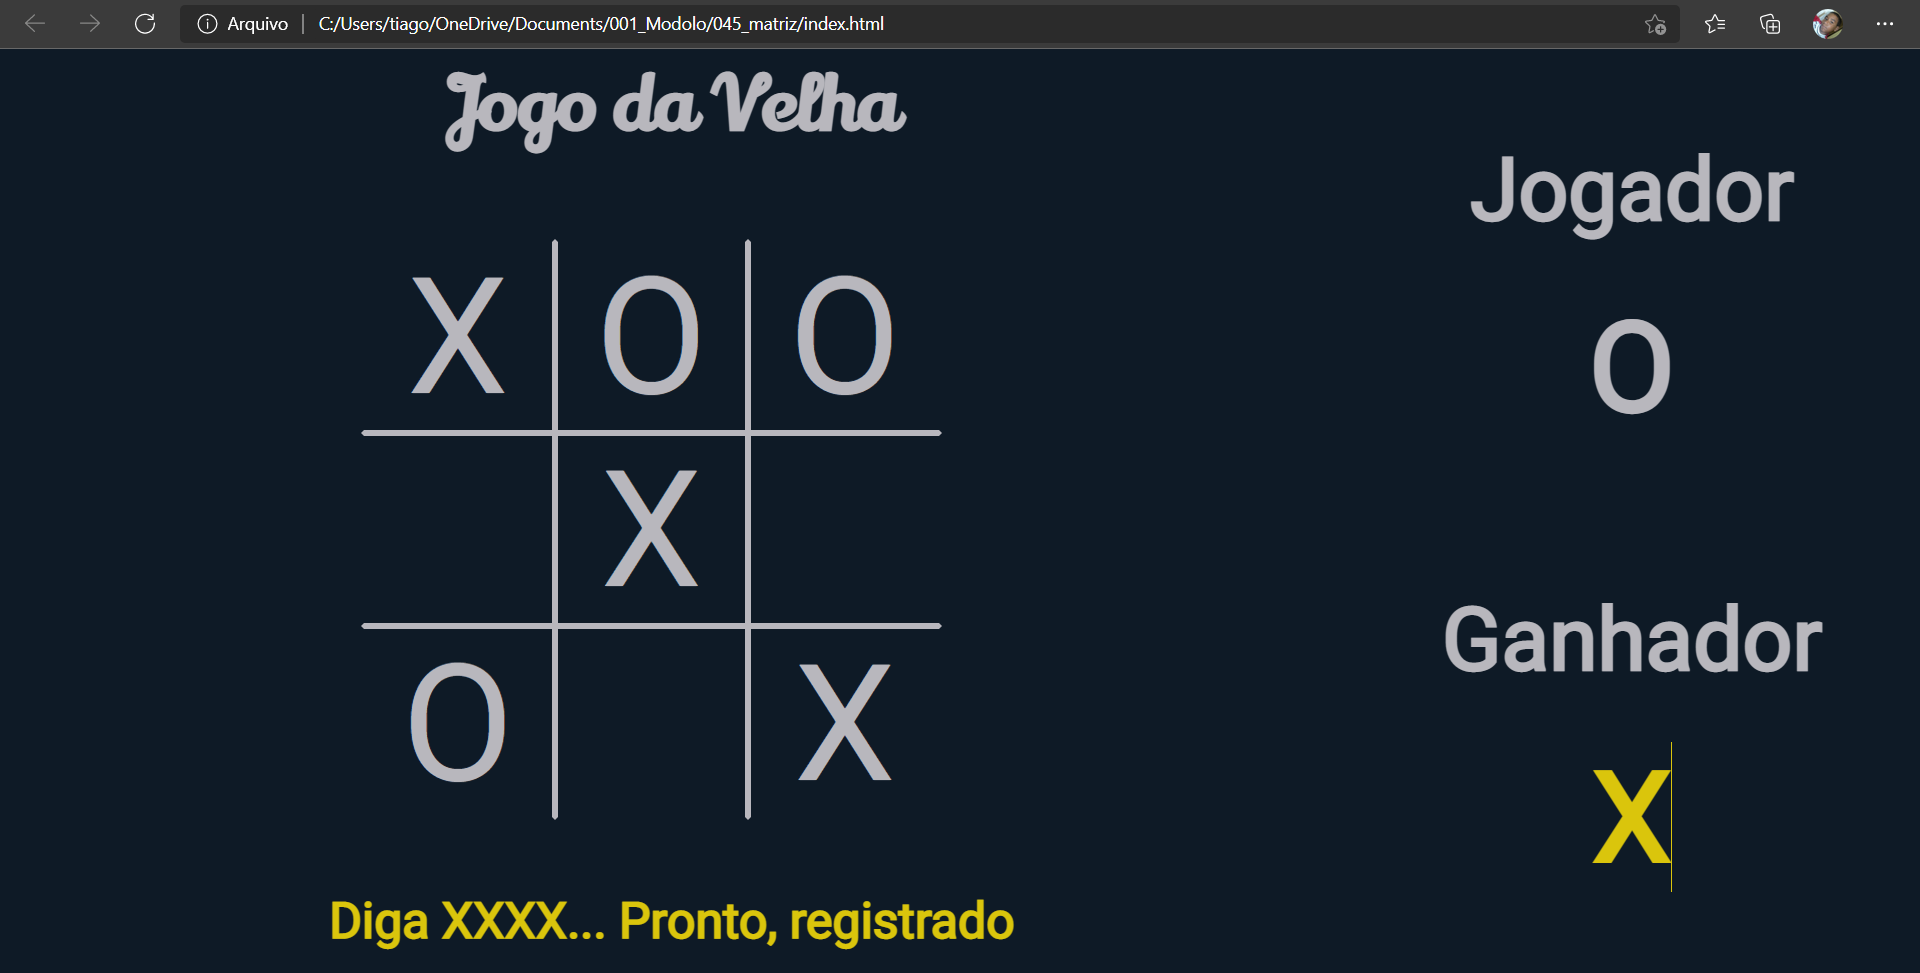 Arquivo | C:/Users/tiago/OneDrive/Documents/001_Modolo/045_matriz/index.html
Jogo da Velha
X O O
X
O X
Diga XXXX... Pronto, registrado
Jogador
O
Ganhador
X